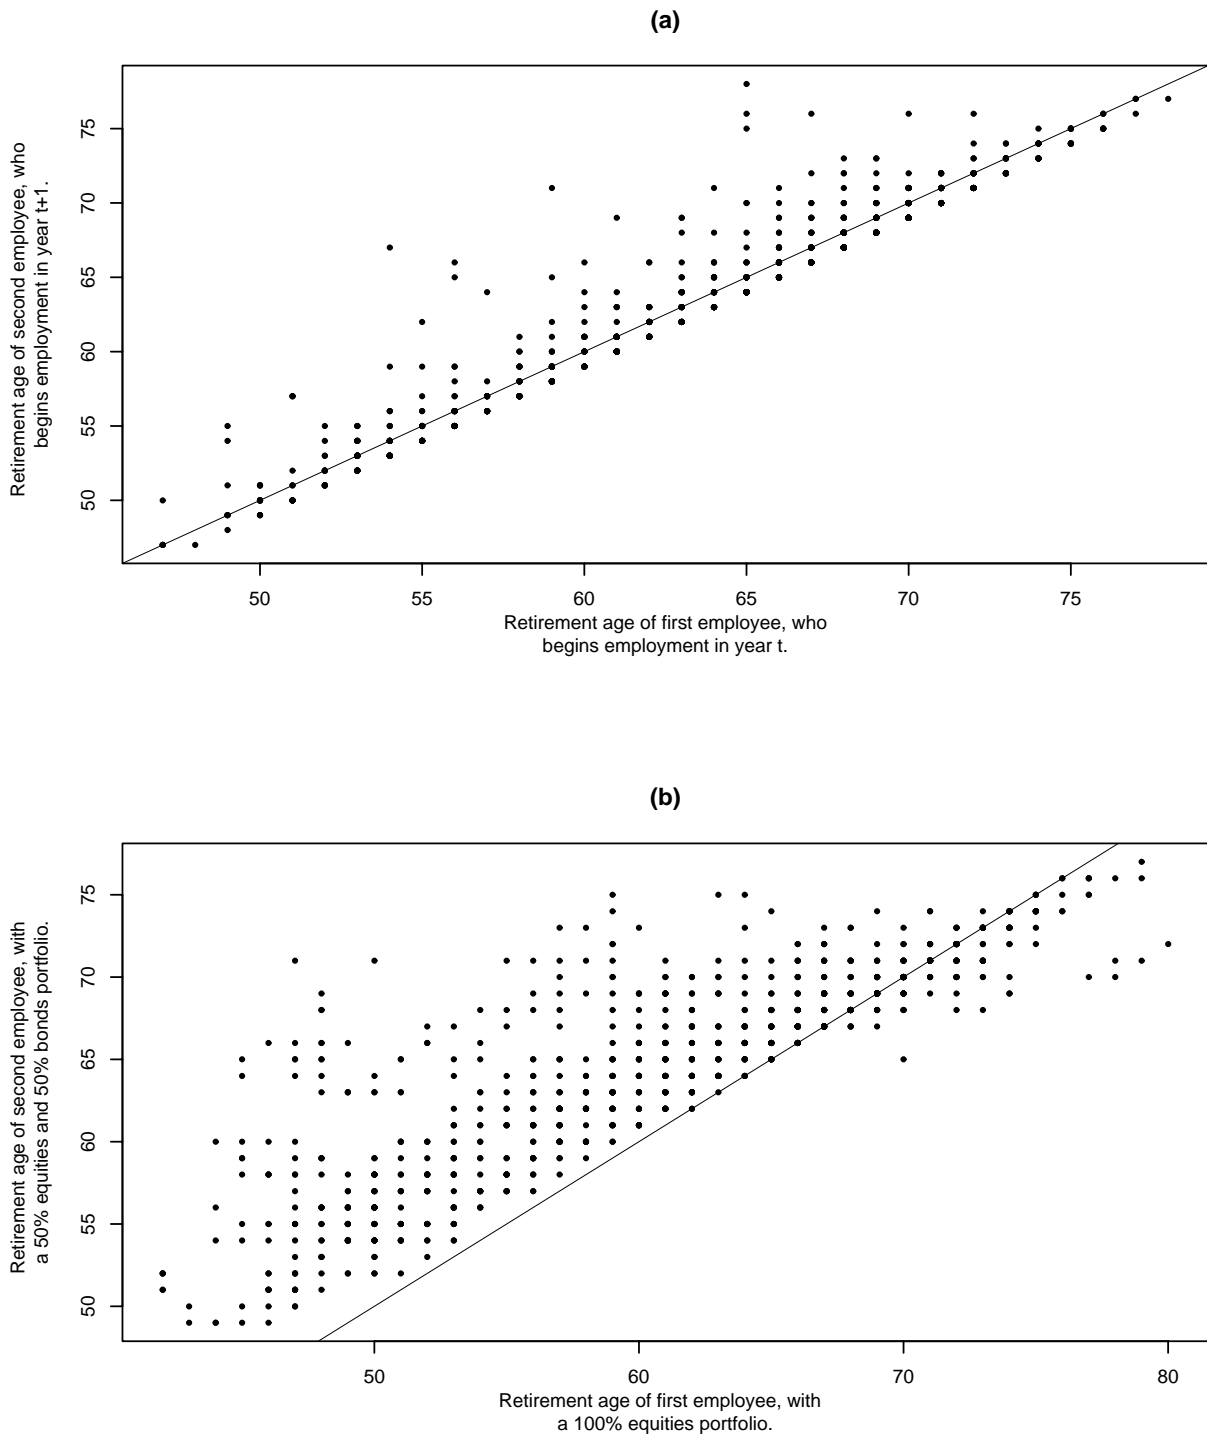 (a)
Retirement age of second employee, who
begins employment in year t+1.
75
70
65
60
55
50
50 55 60 65 70 75
Retirement age of first employee, who
begins employment in year t.
(b)
Retirement age of second employee, with
a 50% equities and 50% bonds portfolio.
75
70
65
60
55
50
50 60 70 80
Retirement age of first employee, with
a 100% equities portfolio.